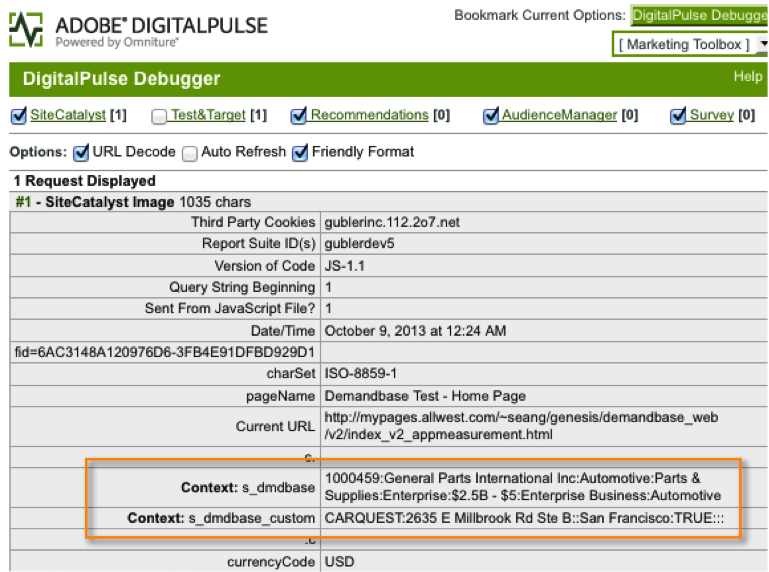 Bookmark Current Options: DigitalPulse Debugge
ADOBE® DIGITALPULSE
Powered by Omniture®
[ Marketing Toolbox ]
DigitalPulse Debugger Help
SiteCatalyst [1] Test&Target [1] Recommendations [0] AudienceManager [0] Survey [0]
Options: URL Decode Auto Refresh Friendly Format
1 Request Displayed
#1 - SiteCatalyst Image 1035 chars
Third Party Cookies gublerinc.112.2o7.net
Report Suite ID(s) gublerdev5
Version of Code JS-1.1
Query String Beginning 1
Sent From JavaScript File? 1
Date/Time October 9, 2013 at 12:24 AM
fid=6AC3148A120976D6-3FB4E91DFBD929D1
charSet ISO-8859-1
pageName Demandbase Test - Home Page
Current URL http://mypages.allwest.com/~seang/genesis/demandbase_web
/v2/index_v2_appmeasurement.html
c.
Context: s_dmdbase 1000459:General Parts International Inc:Automotive:Parts &
Supplies:Enterprise:$2.5B - $5:Enterprise Business:Automotive
Context: s_dmdbase_custom CARQUEST:2635 E Millbrook Rd Ste B::San Francisco:TRUE:::
.c
currencyCode USD